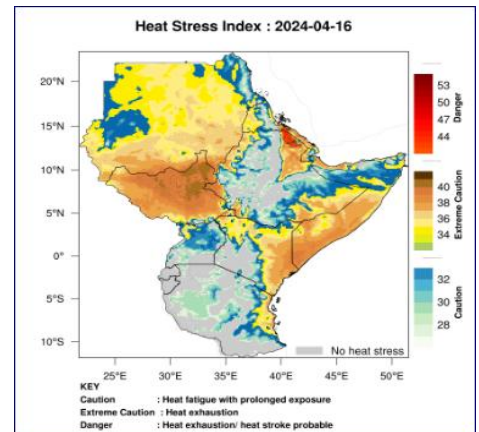 Heat Stress Index : 2024-04-16
20°N
15°N
10°N
5°N
0°
5°S
10°S
25°E 30°E 35°E 40°E 45°E 50°E
53
50
47
44
Danger
40
38
36
34
Extreme Caution
32
30
28
Caution
No heat stress
KEY
Caution : Heat fatigue with prolonged exposure
Extreme Caution : Heat exhaustion
Danger : Heat exhaustion/ heat stroke probable